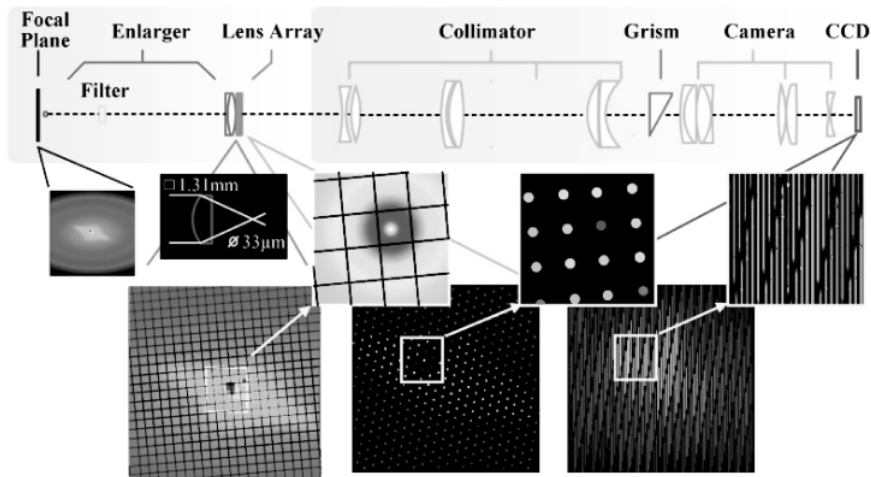 Focal
Plane
Enlarger
Lens Array
Collimator
Grism
Camera
CCD
Filter
□ 1.31mm
Ø 33µm